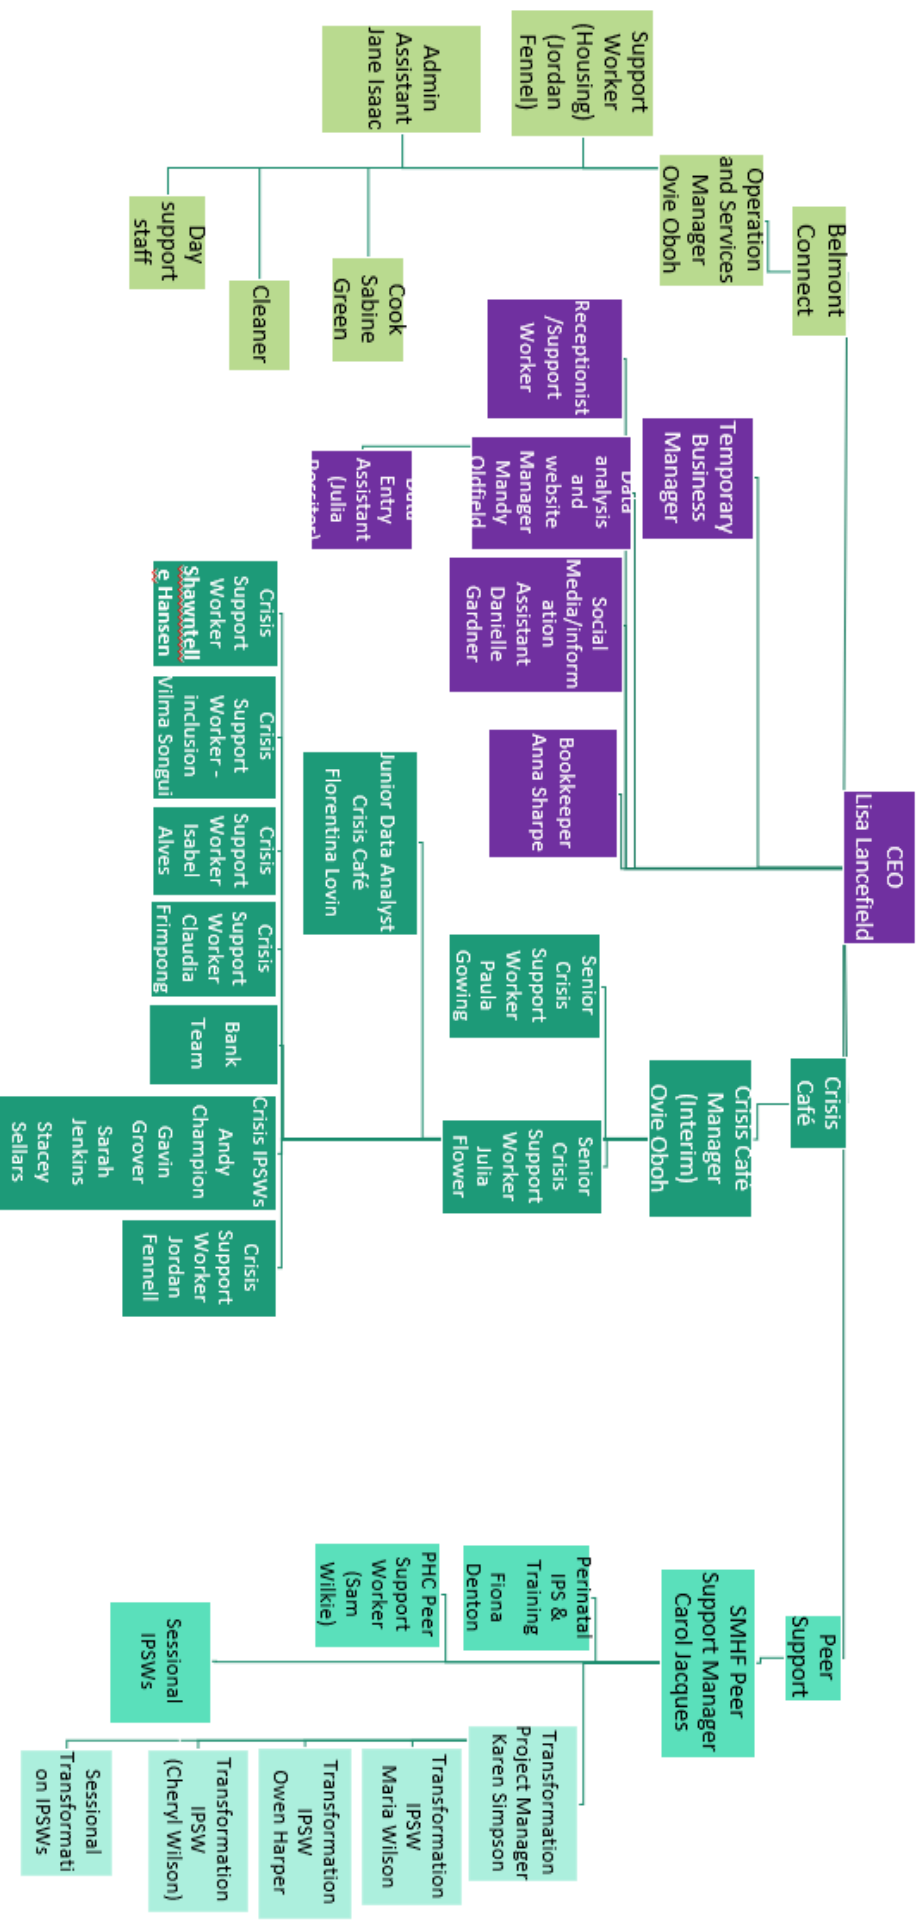 CEO
Lisa Lancefield
Belmont
Connect
Operation
and Services
Manager
Ovie Oboh
Support
Worker
(Housing)
(Jordan
Fennel)
Admin
Assistant
Jane Isaac
Cook
Sabine
Green
Cleaner
Day
support
staff
Temporary
Business
Manager
Receptionist
/Support
Worker
Data
analysis
and
website
Manager
Mandy
Oldfield
Data
Entry
Assistant
(Julia
Social
Media/inform
ation
Assistant
Danielle
Gardner
Bookkeeper
Anna Sharpe
Crisis
Café
Crisis Café
Manager
(Interim)
Ovie Oboh
Senior
Crisis
Support
Worker
Paula
Gowing
Senior
Crisis
Support
Worker
Julia
Flower
Junior Data Analyst
Crisis Café
Florentina Lovin
Crisis
Support
Worker
Shawntell
e Hansen
Crisis
Support
Worker -
inclusion
Vilma Songui
Crisis
Support
Worker
Isabel
Alves
Crisis
Support
Worker
Claudia
Frimpong
Bank
Team
Crisis IPSWs
Andy
Champion
Gavin
Grover
Sarah
Jenkins
Stacey
Sellars
Crisis
Support
Worker
Jordan
Fennell
Peer
Support
SMHF Peer
Support Manager
Carol Jacques
Perinatal
IPS &
Training
Fiona
Denton
PHC Peer
Support
Worker
(Sam
Wilkie)
Sessional
IPSWs
Transformation
Project Manager
Karen Simpson
Transformation
IPSW
Maria Wilson
Transformation
IPSW
Owen Harper
Transformation
IPSW
(Cheryl Wilson)
Sessional
Transformati
on IPSWs